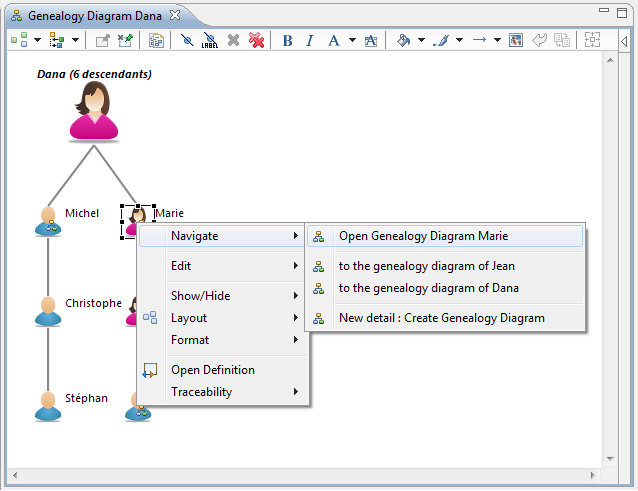 Genealogy Diagram Dana
LABEL B I A A
Dana (6 descendants)
Michel Marie
Navigate Open Genealogy Diagram Marie
Edit to the genealogy diagram of Jean
to the genealogy diagram of Dana
Show/Hide
Christophe Layout New detail : Create Genealogy Diagram
Format
Open Definition
Traceability
Stéphan